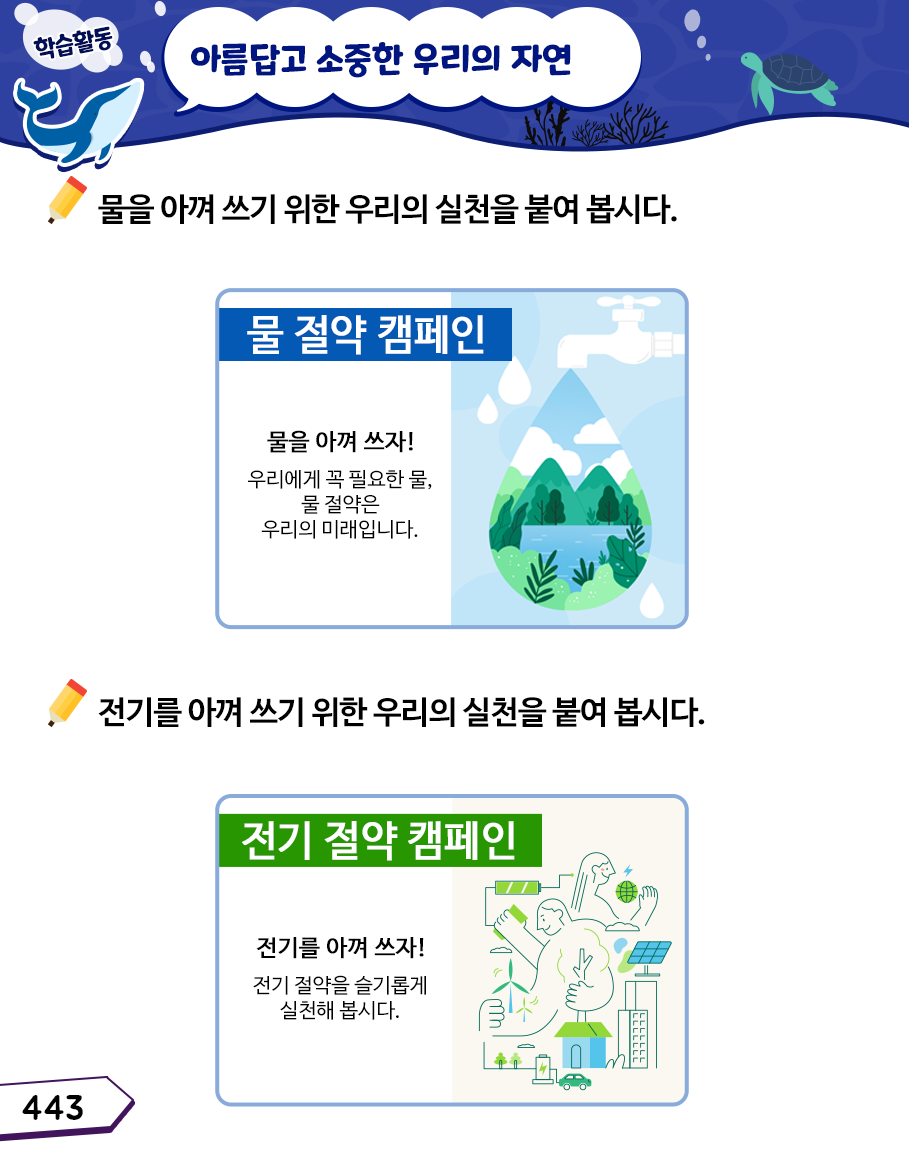 학습활동
아름답고 소중한 우리의 자연
물을 아껴 쓰기 위한 우리의 실천을 붙여 봅시다.
물 절약 캠페인
물을 아껴 쓰자!
우리에게 꼭 필요한 물,
물 절약은
우리의 미래입니다.
전기를 아껴 쓰기 위한 우리의 실천을 붙여 봅시다.
전기 절약 캠페인
전기를 아껴 쓰자!
전기 절약을 슬기롭게
실천해 봅시다.
443